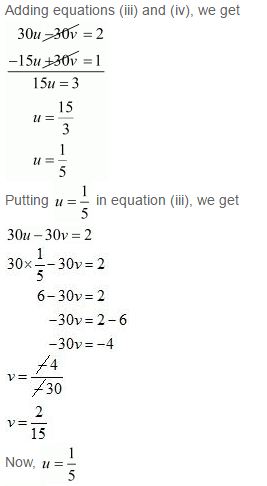 Adding equations (iii) and (iv), we get
30u − 30v = 2
−15u + 30v = 1
15u = 3
u = 15/3
u = 1/5
Putting u = 1/5 in equation (iii), we get
30u − 30v = 2
30 × 1/5 − 30v = 2
6 − 30v = 2
−30v = 2 − 6
−30v = −4
v = −4/−30
v = 2/15
Now, u = 1/5